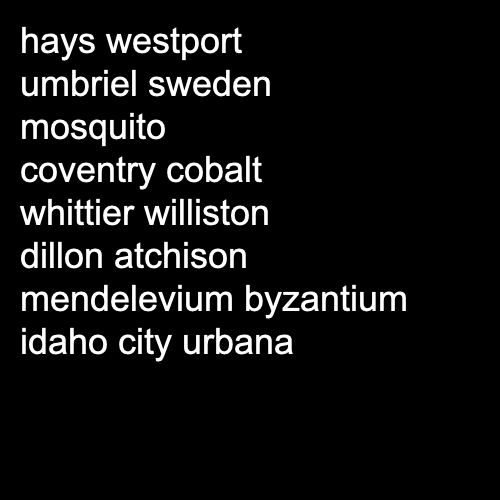 hays westport
umbriel sweden
mosquito
coventry cobalt
whittier williston
dillon atchison
mendelevium byzantium
idaho city urbana